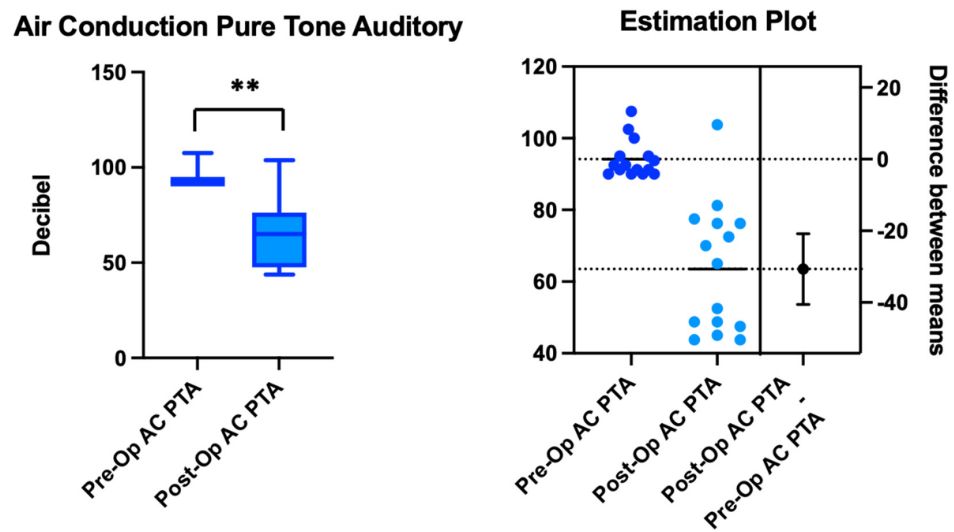 Air Conduction Pure Tone Auditory
**
150
100
50
0
Decibel
Pre-Op AC PTA
Post-Op AC PTA
Estimation Plot
120
100
80
60
40
20
0
-20
-40
Difference between means
Pre-Op AC PTA
Post-Op AC PTA
Post-Op AC PTA
-
Pre-Op AC PTA